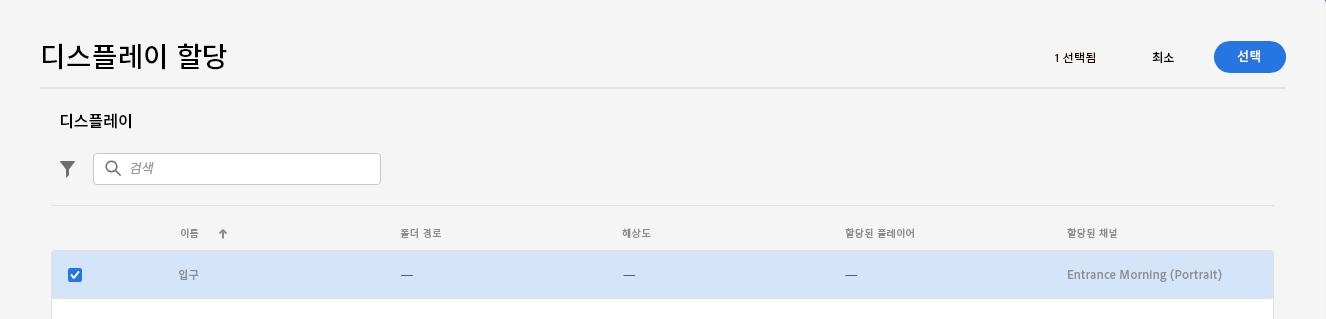 디스플레이 할당
1 선택됨 최소 선택
디스플레이
검색
이름 폴더 경로 해상도 할당된 플레이어 할당된 채널
입구 — — — Entrance Morning (Portrait)